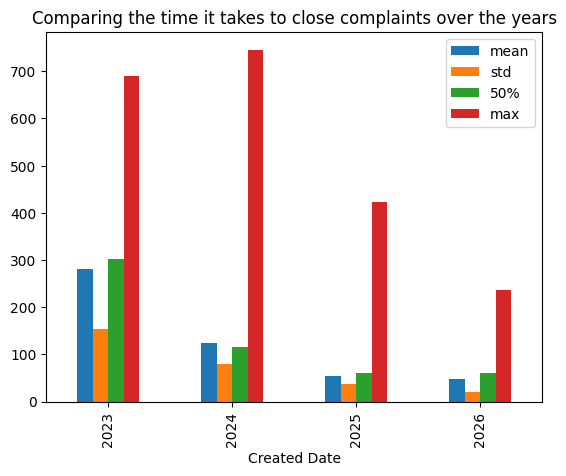 Comparing the time it takes to close complaints over the years
mean
std
50%
max
700
600
500
400
300
200
100
0
2023
2024
2025
2026
Created Date